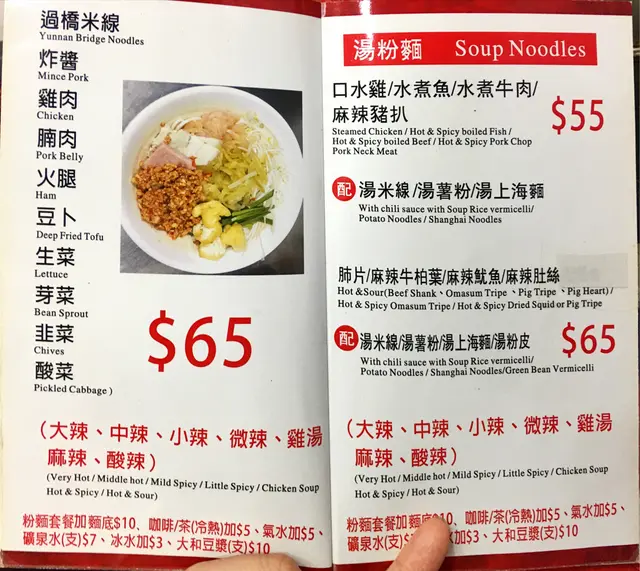 過橋米線
Yunnan Bridge Noodles
炸醬
Mince Pork
雞肉
Chicken
腩肉
Pork Belly
火腿
Ham
豆卜
Deep Fried Tofu
生菜
Lettuce
芽菜
Bean Sprout
韭菜
Chives
酸菜
Pickled Cabbage )
$65
(大辣、中辣、小辣、微辣、雞湯
麻辣、酸辣)
(Very Hot / Middle hot / Mild Spicy / Little Spicy / Chicken Soup
Hot & Spicy / Hot & Sour)
粉麵套餐加麵底$10、咖啡/茶(冷熱)加$5、氣水加$5、
礦泉水(支)$7、冰水加$3、大和豆漿(支)$10
湯粉麵 Soup Noodles
口水雞/水煮魚/水煮牛肉/
麻辣豬扒
$55
Steamed Chicken / Hot & Spicy boiled Fish /
Hot & Spicy boiled Beef / Hot & Spicy Pork Chop
Pork Neck Meat
配 湯米線/湯薯粉/湯上海麵
With chili sauce with Soup Rice vermicelli/
Potato Noodles / Shanghai Noodles
肺片/麻辣牛柏葉/麻辣魷魚/麻辣肚絲
Hot &Sour(Beef Shank、Omasum Tripe、Pig Tripe、Pig Heart) /
Hot & Spicy Omasum Tripe / Hot & Spicy Dried Squid or Pig Tripe
配 湯米線/湯薯粉/湯上海麵/湯粉皮
$65
With chili sauce with Soup Rice vermicelli/
Potato Noodles / Shanghai Noodles/Green Bean Vermicelli
(大辣、中辣、小辣、微辣、雞湯
麻辣、酸辣)
(Very Hot / Middle hot / Mild Spicy / Little Spicy / Chicken Soup
Hot & Spicy / Hot & Sour)
粉麵套餐加麵底$10、咖啡/茶(冷熱)加$5、氣水加$5、
礦泉水(支)$ 加$3、大和豆漿(支)$10